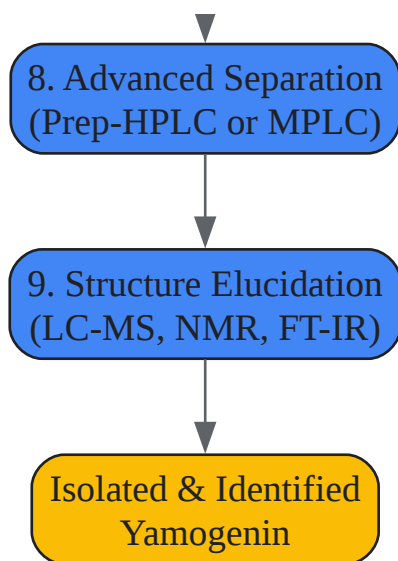 8. Advanced Separation
(Prep-HPLC or MPLC)
9. Structure Elucidation
(LC-MS, NMR, FT-IR)
Isolated & Identified
Yamogenin